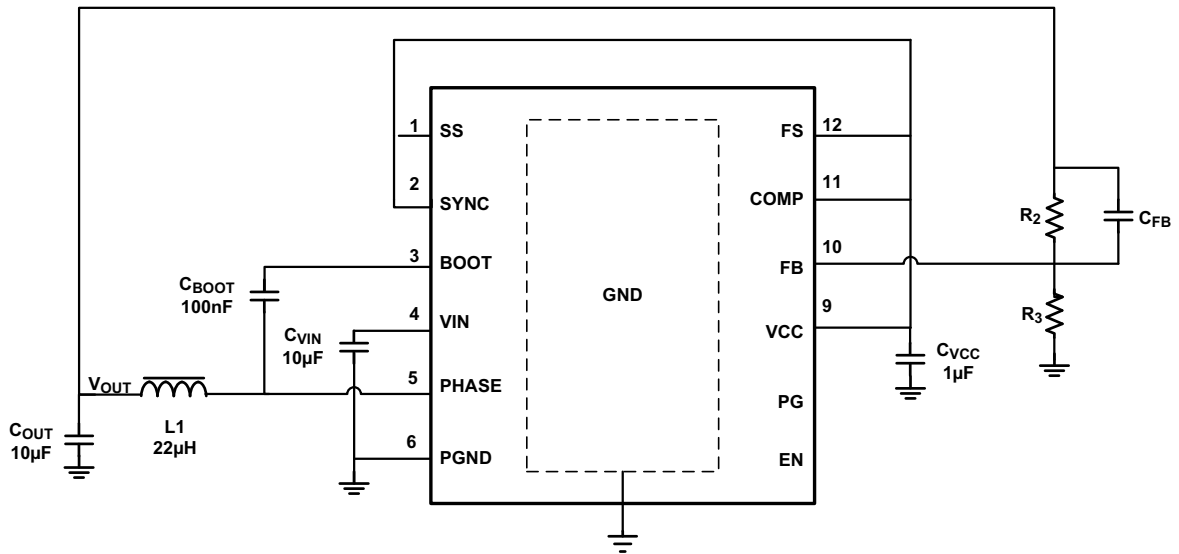 1
SS
2
SYNC
3
BOOT
4
VIN
5
PHASE
6
PGND
GND
12
FS
11
COMP
10
FB
9
VCC
PG
EN
CBOOT
100nF
CVIN
10µF
VOUT
L1
22µH
COUT
10µF
CVCC
1µF
R2
CFB
R3